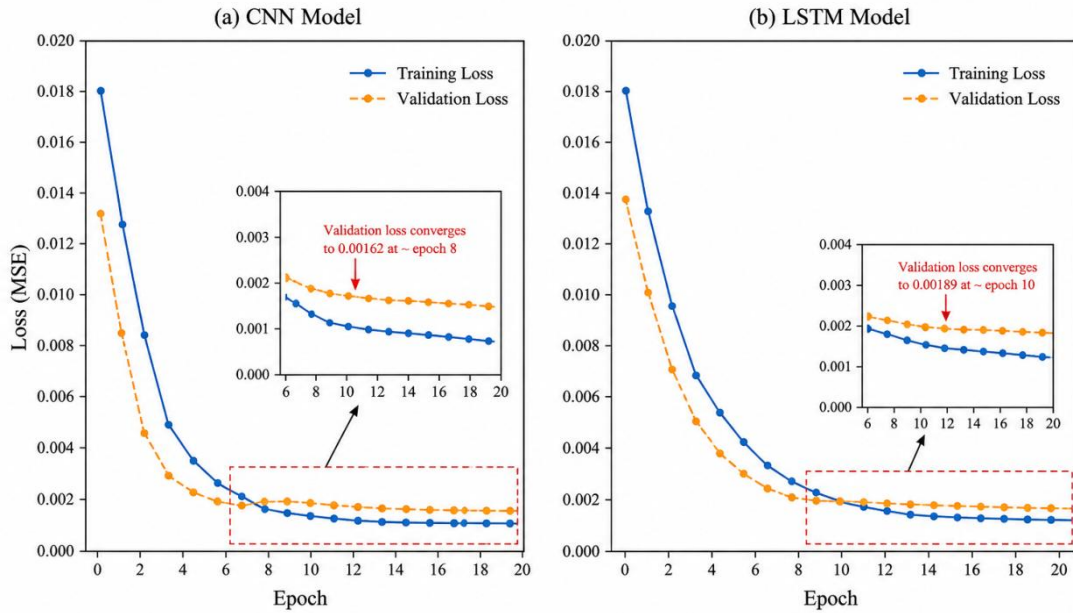 (a) CNN Model
Loss (MSE)
0.020
0.018
0.016
0.014
0.012
0.010
0.008
0.006
0.004
0.002
0.000
Training Loss
Validation Loss
0.004
0.003
0.002
0.001
0.000
Validation loss converges
to 0.00162 at ~ epoch 8
6 8 10 12 14 16 18 20
0 2 4 6 8 10 12 14 16 18 20
Epoch
(b) LSTM Model
0.020
0.018
0.016
0.014
0.012
0.010
0.008
0.006
0.004
0.002
0.000
Training Loss
Validation Loss
0.004
0.003
0.002
0.001
0.000
Validation loss converges
to 0.00189 at ~ epoch 10
6 8 10 12 14 16 18 20
0 2 4 6 8 10 12 14 16 18 20
Epoch